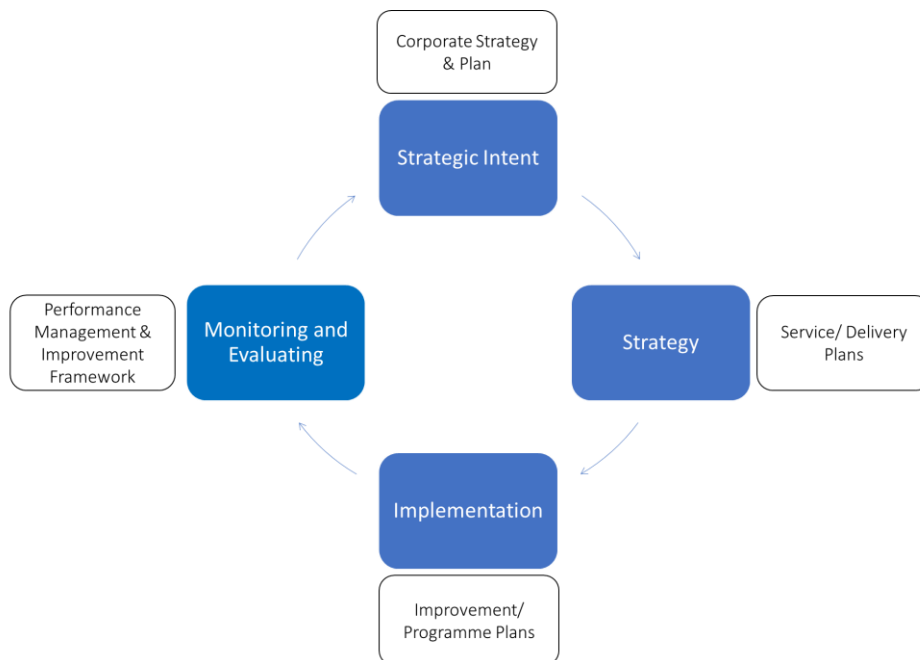 Corporate Strategy
& Plan
Strategic Intent
Performance
Management &
Improvement
Framework
Monitoring and
Evaluating
Strategy
Service/ Delivery
Plans
Implementation
Improvement/
Programme Plans